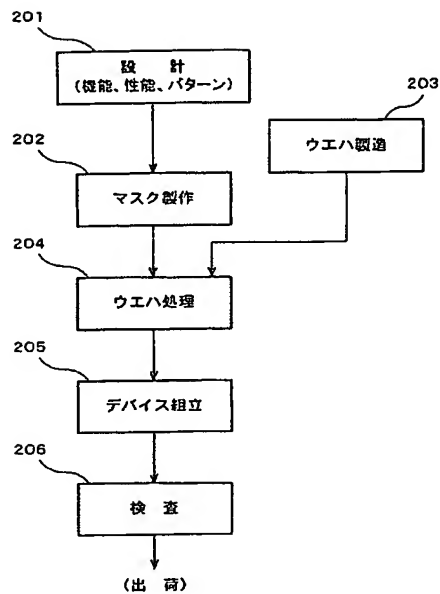 201
設 計
(機能、性能、パターン)
203
ウエハ製造
202
マスク製作
204
ウエハ処理
205
デバイス組立
206
検 査
(出 荷)